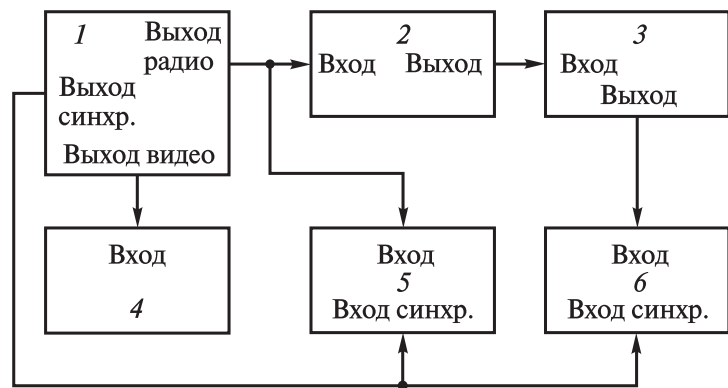 1
Выход
радио
Выход
синхр.
Выход видео
2
Вход Выход
3
Вход
Выход
Вход
4
Вход
5
Вход синхр.
Вход
6
Вход синхр.